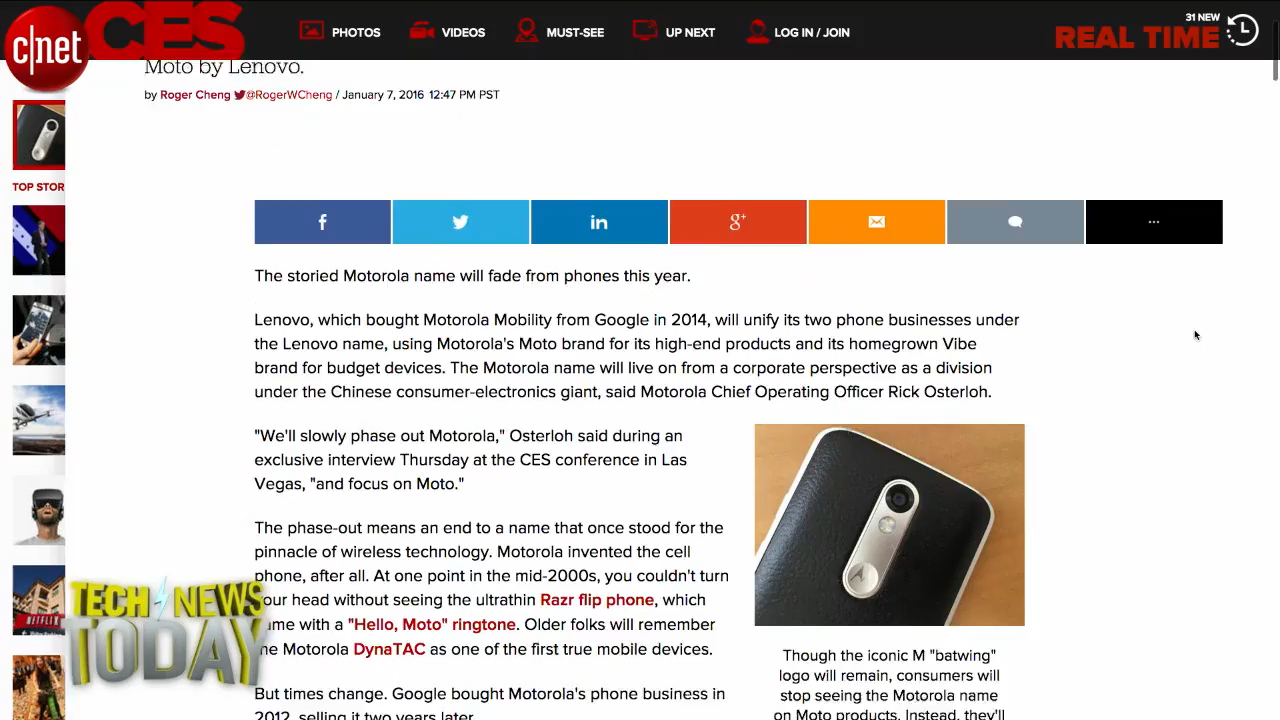 c|net
CES
PHOTOS
VIDEOS
MUST-SEE
UP NEXT
LOG IN / JOIN
31 NEW
REAL TIME
Moto by Lenovo.
by Roger Cheng @RogerWCheng / January 7, 2016 12:47 PM PST
TOP STOR
f
in
g+
...
The storied Motorola name will fade from phones this year.
Lenovo, which bought Motorola Mobility from Google in 2014, will unify its two phone businesses under
the Lenovo name, using Motorola's Moto brand for its high-end products and its homegrown Vibe
brand for budget devices. The Motorola name will live on from a corporate perspective as a division
under the Chinese consumer-electronics giant, said Motorola Chief Operating Officer Rick Osterloh.
"We'll slowly phase out Motorola," Osterloh said during an
exclusive interview Thursday at the CES conference in Las
Vegas, "and focus on Moto."
The phase-out means an end to a name that once stood for the
pinnacle of wireless technology. Motorola invented the cell
phone, after all. At one point in the mid-2000s, you couldn't turn
our head without seeing the ultrathin Razr flip phone, which
me with a "Hello, Moto" ringtone. Older folks will remember
e Motorola DynaTAC as one of the first true mobile devices.
But times change. Google bought Motorola's phone business in
2012, selling it two years later.
Though the iconic M "batwing"
logo will remain, consumers will
stop seeing the Motorola name
on Moto products. Instead, they'll
NETFLIX
TECH NEWS
TODAY